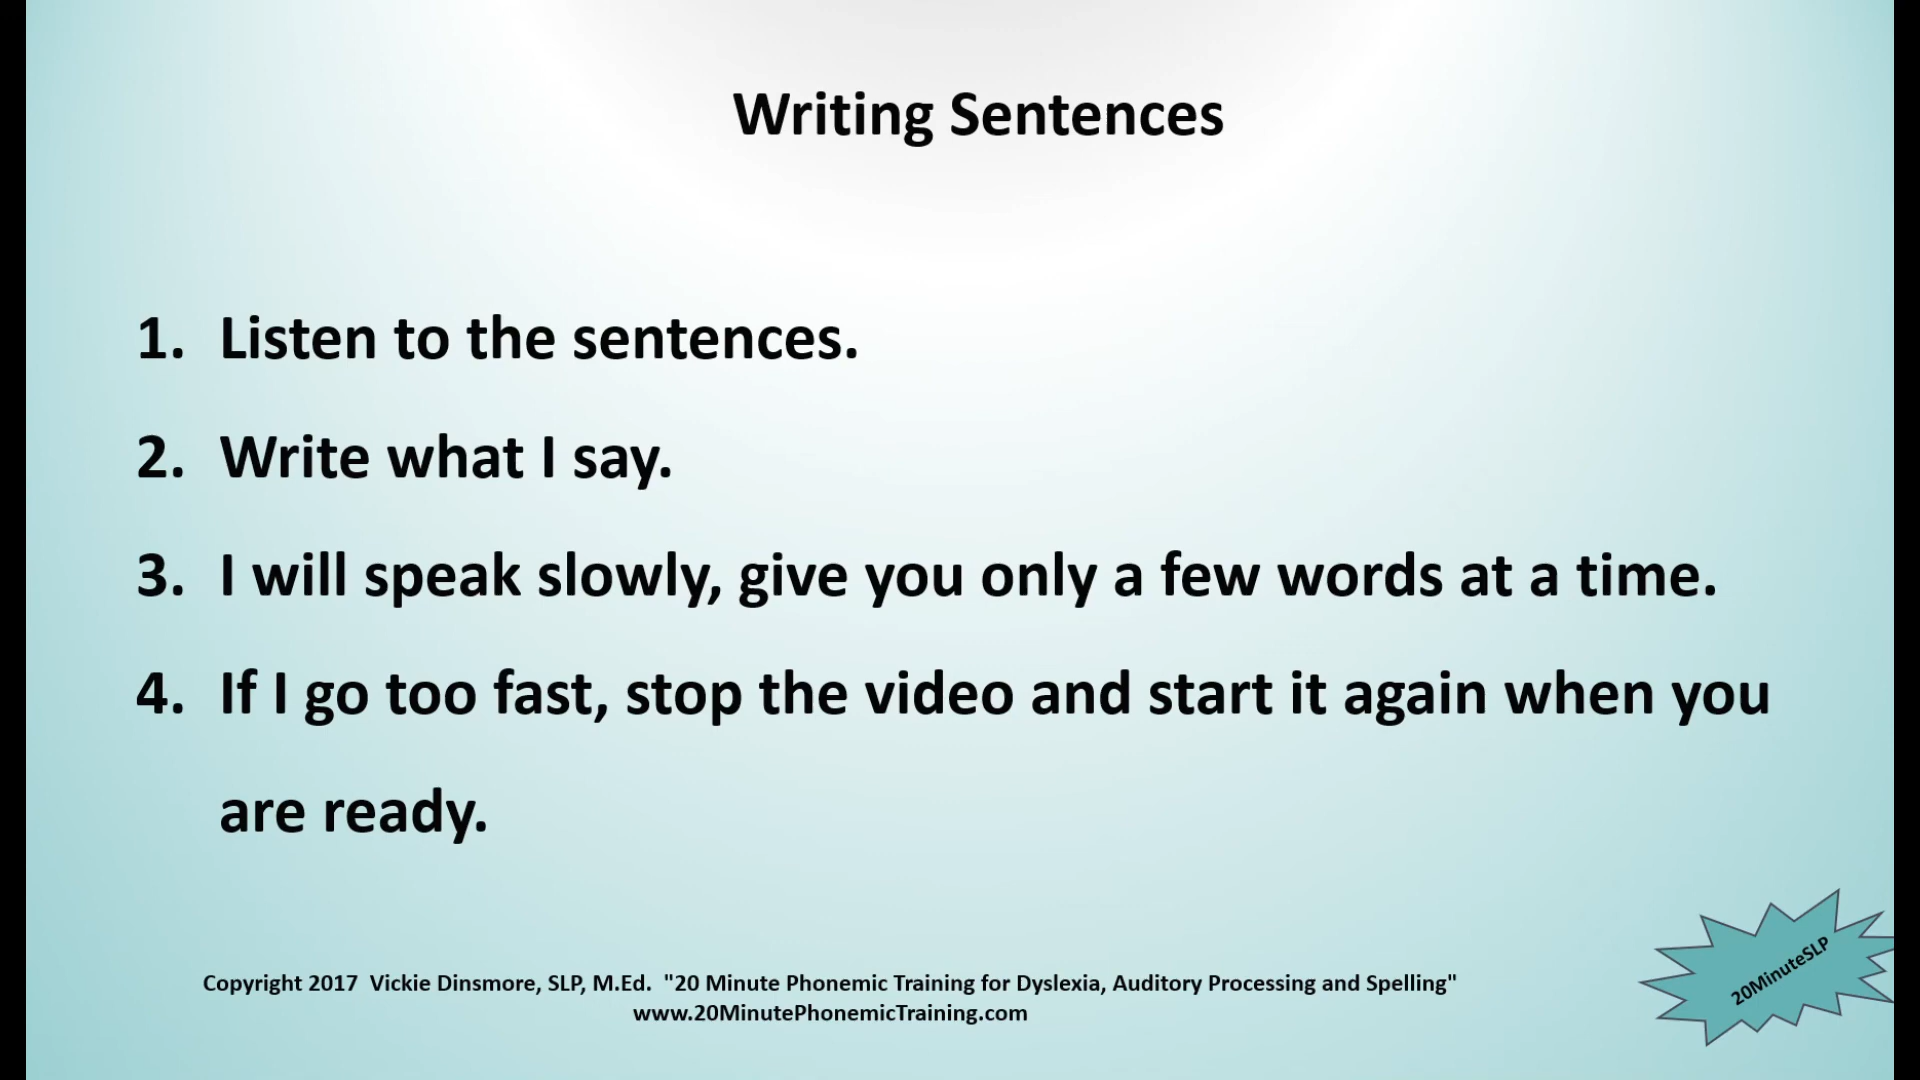 Writing Sentences
1. Listen to the sentences.
2. Write what I say.
3. I will speak slowly, give you only a few words at a time.
4. If I go too fast, stop the video and start it again when you
are ready.
Copyright 2017 Vickie Dinsmore, SLP, M.Ed. "20 Minute Phonemic Training for Dyslexia, Auditory Processing and Spelling"
www.20MinutePhonemicTraining.com
20MinuteSLP